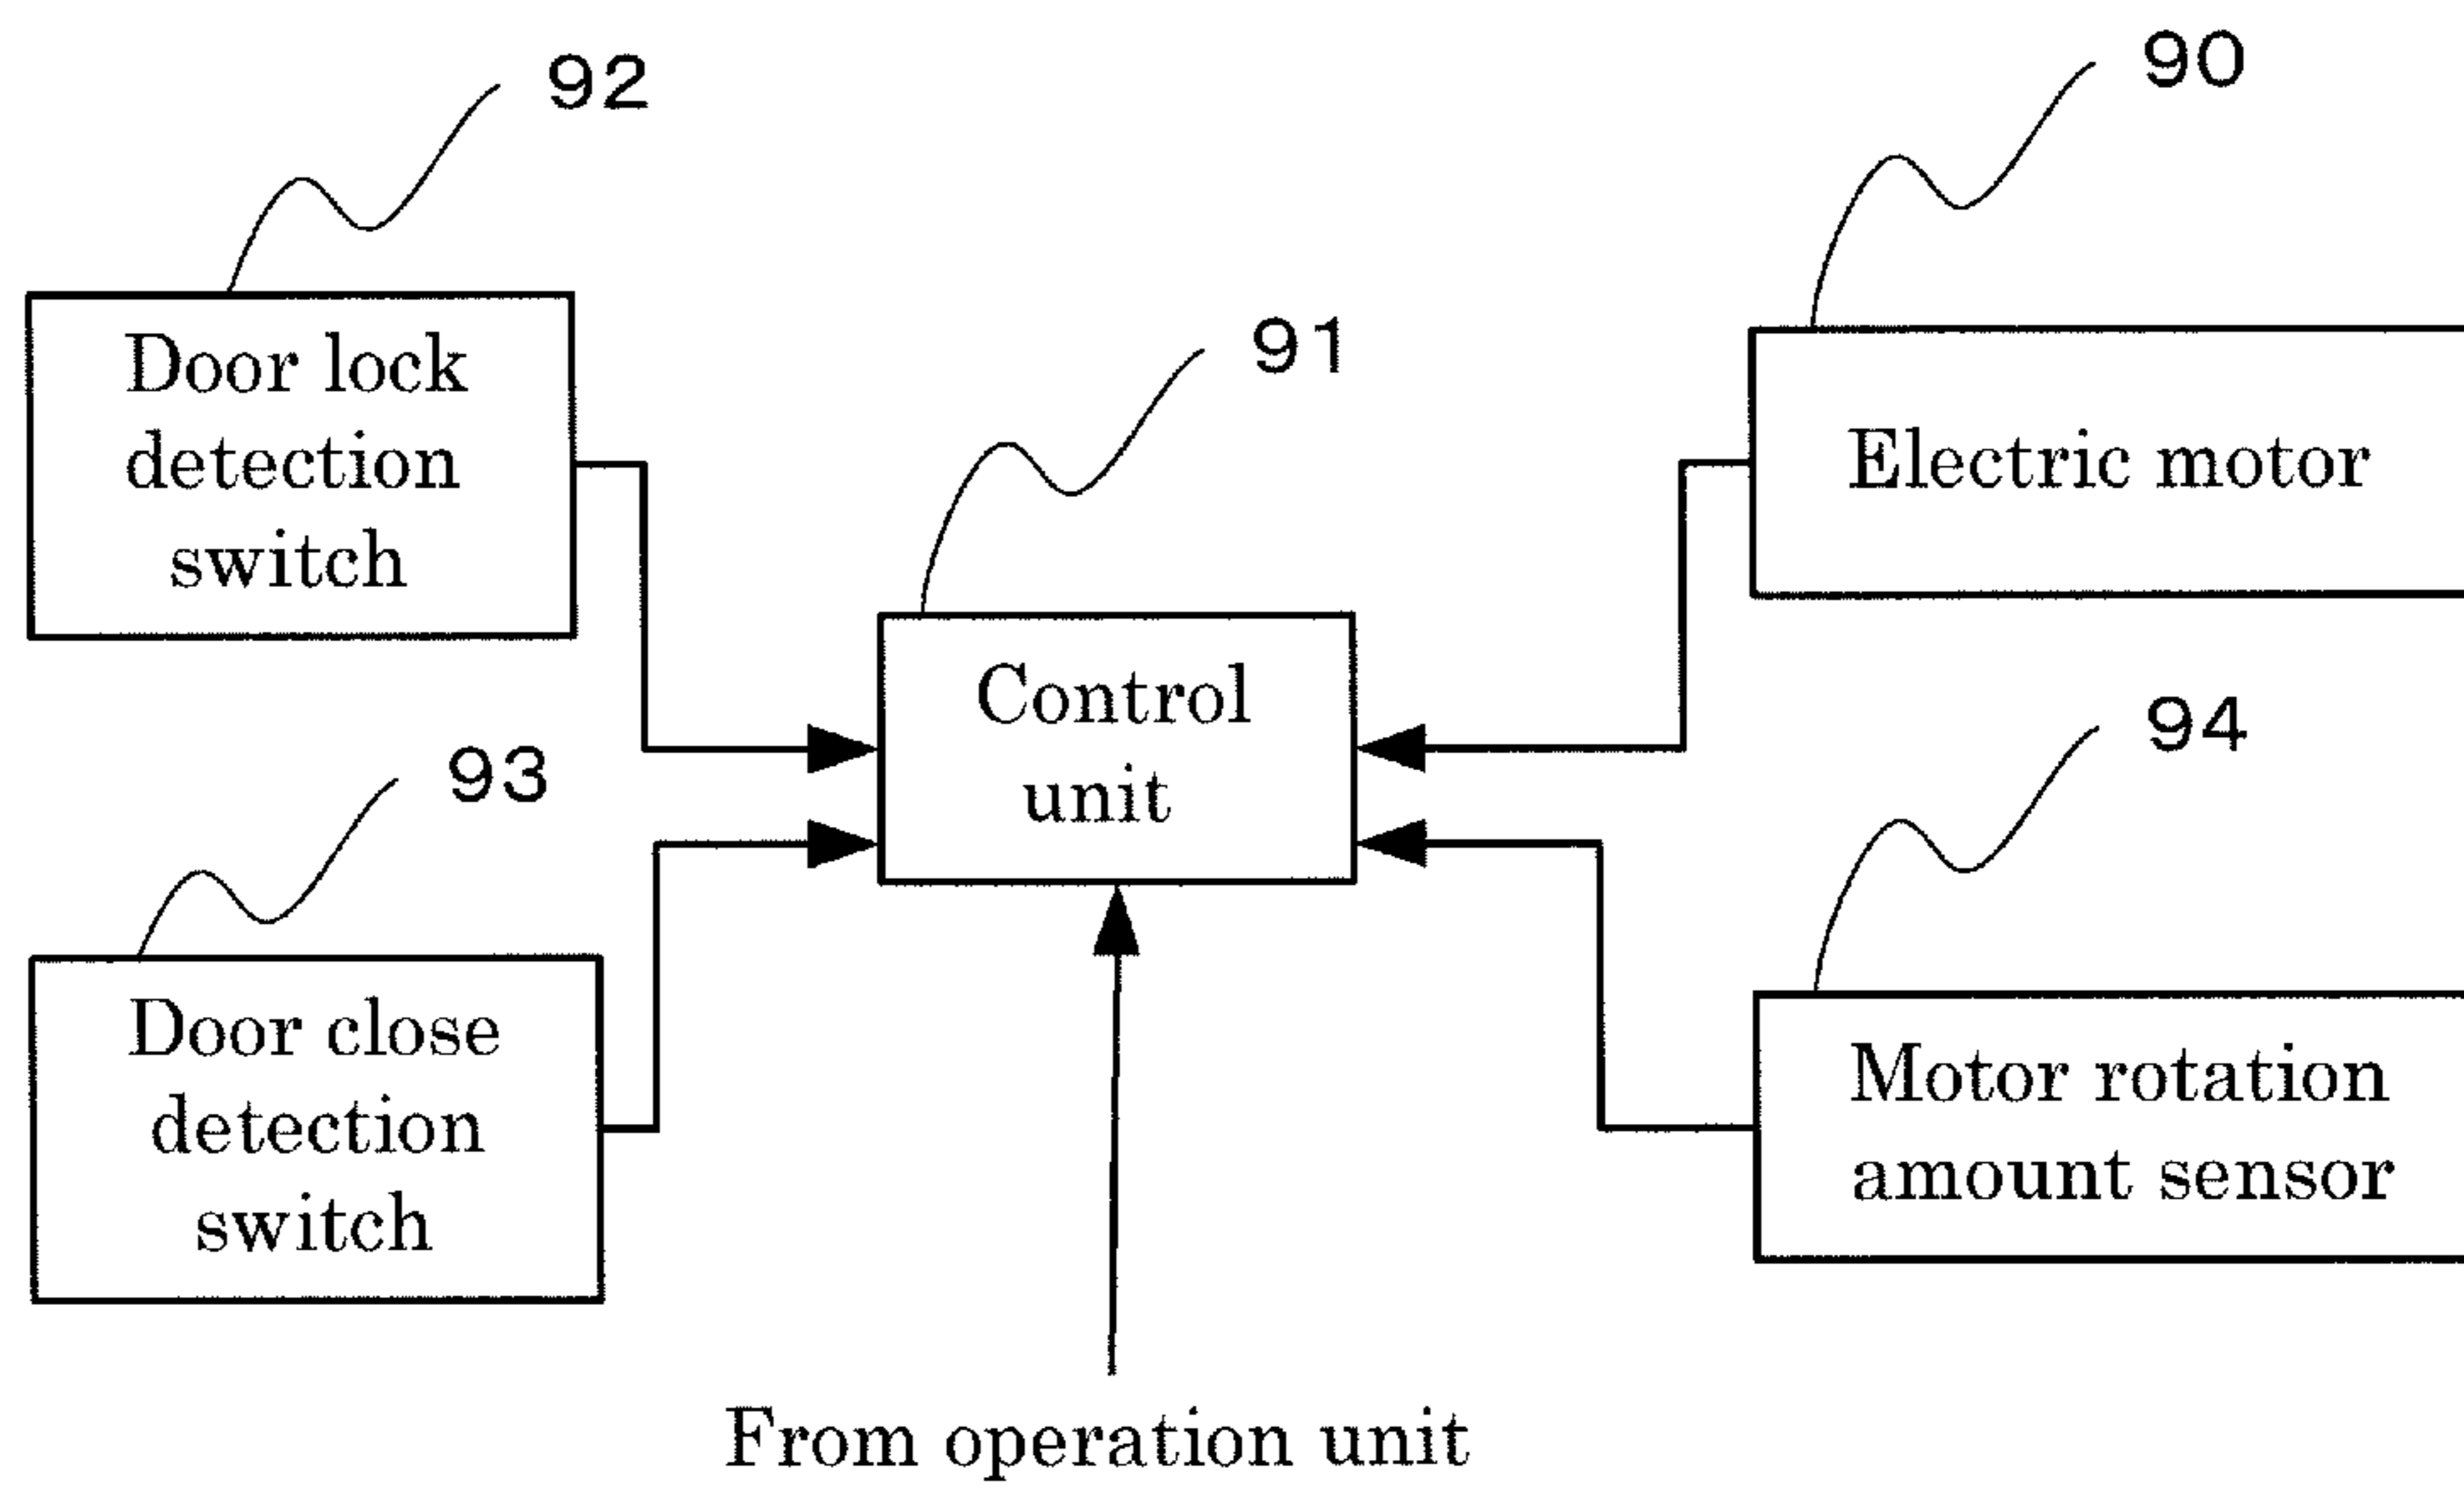 92
90
Door lock
detection
switch
91
Electric motor
Control
unit
93
94
Door close
detection
switch
Motor rotation
amount sensor
From operation unit